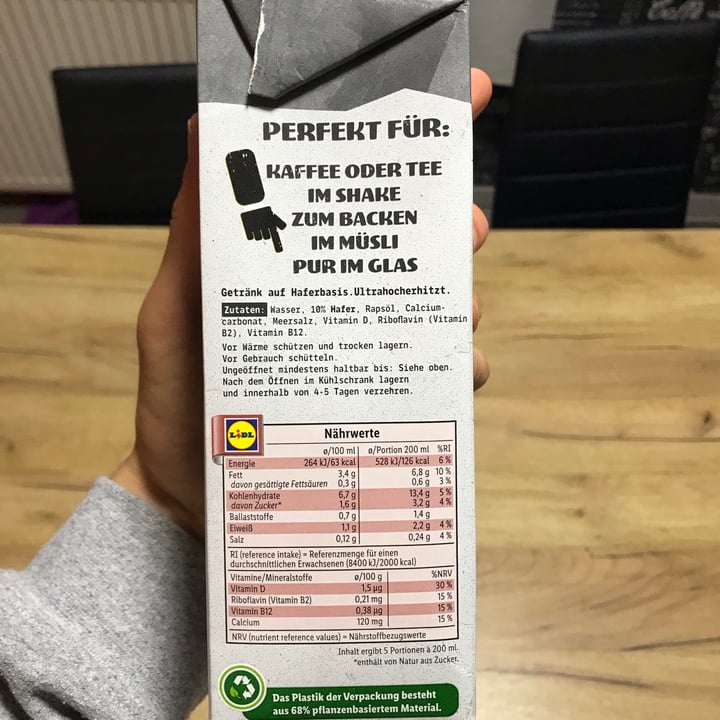 PERFEKT FÜR:
KAFFEE ODER TEE
IM SHAKE
ZUM BACKEN
IM MÜSLI
PUR IM GLAS
Getränk auf Haferbasis.Ultrahocherhitzt.
Zutaten: Wasser, 10% Hafer, Rapsöl, Calcium-
carbonat, Meersalz, Vitamin D, Riboflavin (Vitamin
B2), Vitamin B12.
Vor Wärme schützen und trocken lagern.
Vor Gebrauch schütteln.
Ungeöffnet mindestens haltbar bis: Siehe oben.
Nach dem Öffnen im Kühlschrank lagern
und innerhalb von 4-5 Tagen verzehren.
LIDL
Nährwerte
ø/100 ml ø/Portion 200 ml %RI
Energie 264 kJ/63 kcal 528 kJ/126 kcal 6 %
Fett 3,4 g 6,8 g 10 %
davon gesättigte Fettsäuren 0,3 g 0,6 g 3 %
Kohlenhydrate 6,7 g 13,4 g 5 %
davon Zucker* 1,6 g 3,2 g 4 %
Ballaststoffe 0,7 g 1,4 g
Eiweiß 1,1 g 2,2 g 4 %
Salz 0,12 g 0,24 g 4 %
RI (reference intake) = Referenzmenge für einen
durchschnittlichen Erwachsenen (8400 kJ/2000 kcal)
Vitamine/Mineralstoffe ø/100 g %NRV
Vitamin D 1,5 µg 30 %
Riboflavin (Vitamin B2) 0,21 mg 15 %
Vitamin B12 0,38 µg 15 %
Calcium 120 mg 15 %
NRV (nutrient reference values) = Nährstoffbezugswerte
Inhalt ergibt 5 Portionen à 200 ml.
*enthält von Natur aus Zucker.
Das Plastik der Verpackung besteht
aus 68% pflanzenbasiertem Material.